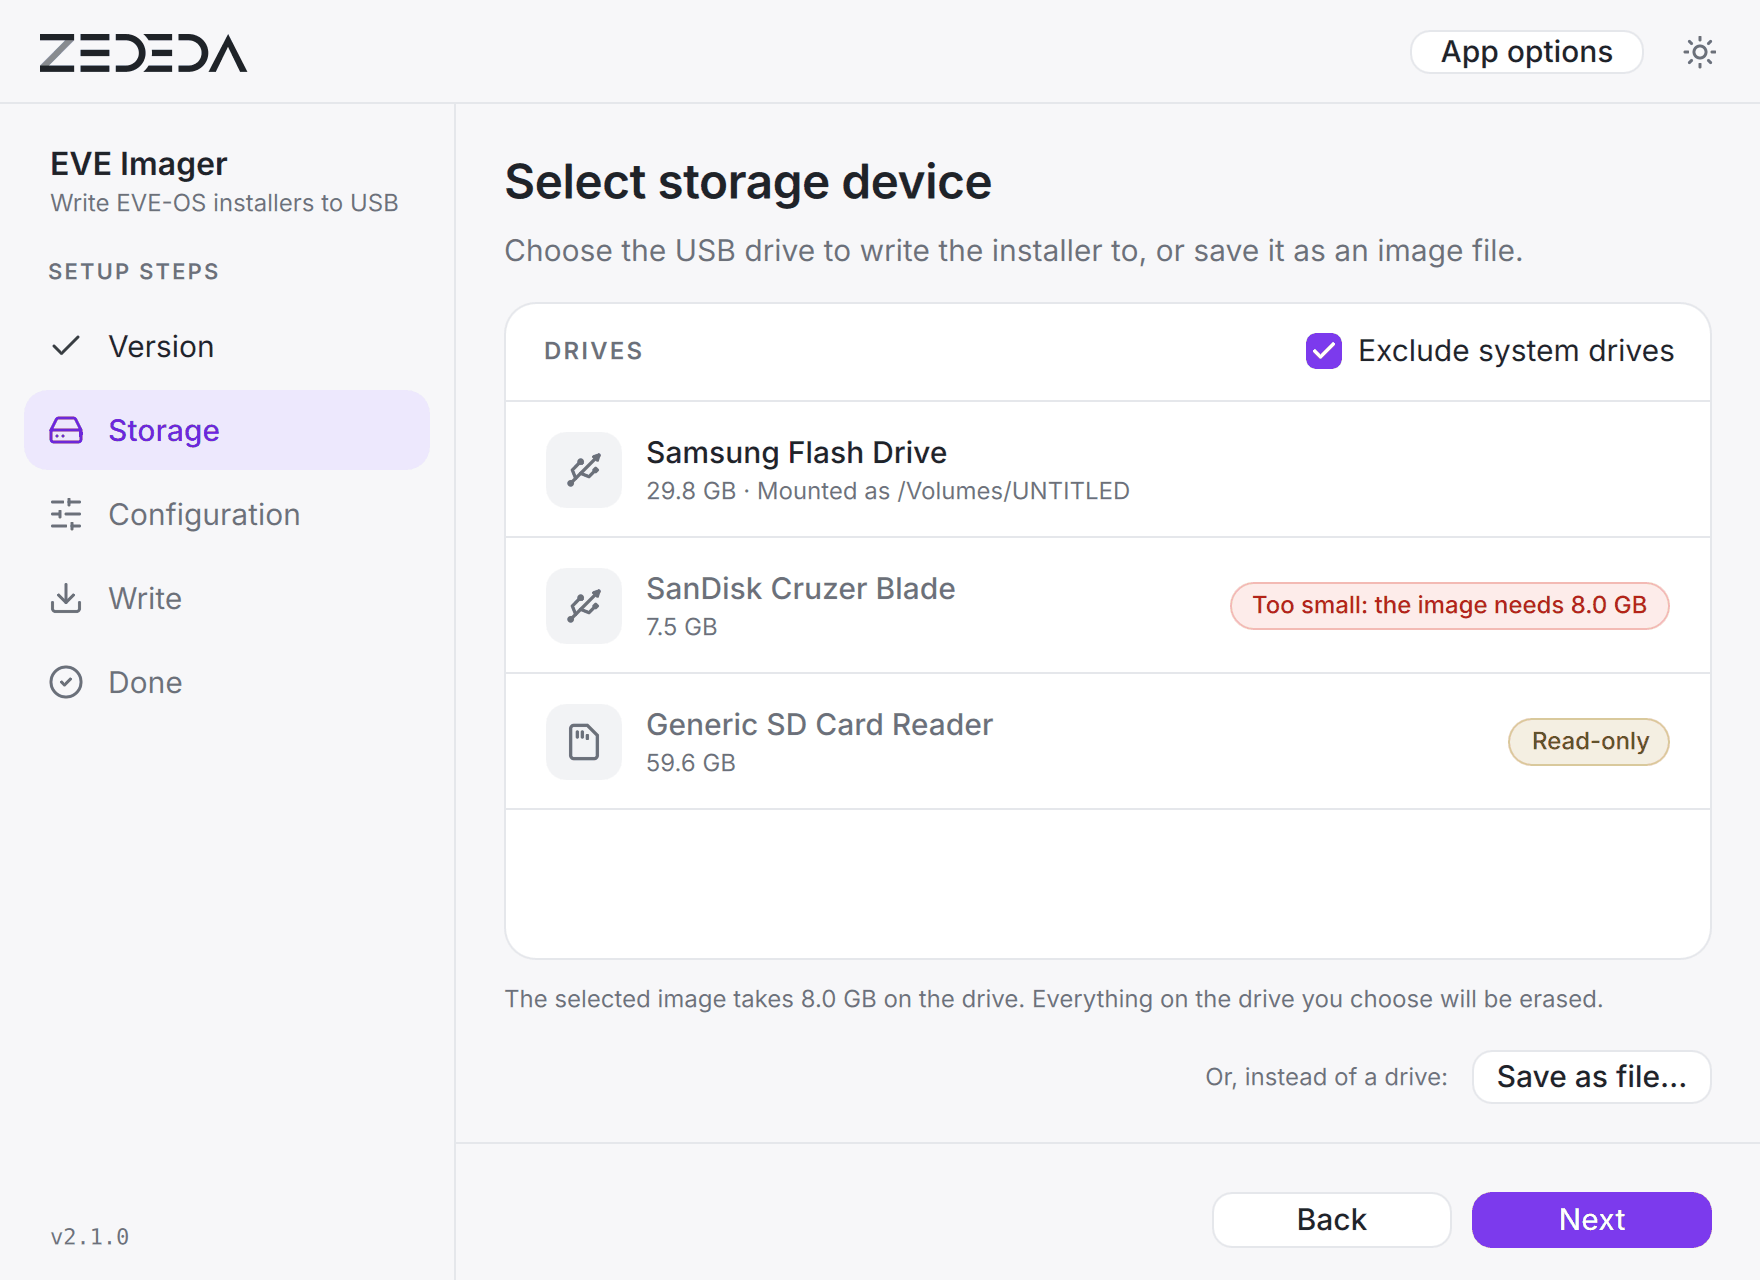 ZEDEDA
App options
EVE Imager
Write EVE-OS installers to USB
SETUP STEPS
Version
Storage
Configuration
Write
Done
v2.1.0
Select storage device
Choose the USB drive to write the installer to, or save it as an image file.
DRIVES
Exclude system drives
Samsung Flash Drive
29.8 GB · Mounted as /Volumes/UNTITLED
SanDisk Cruzer Blade
7.5 GB
Too small: the image needs 8.0 GB
Generic SD Card Reader
59.6 GB
Read-only
The selected image takes 8.0 GB on the drive. Everything on the drive you choose will be erased.
Or, instead of a drive:
Save as file...
Back
Next